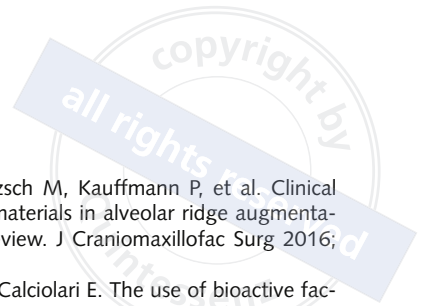 copyright by
all rights reserved
zsch M, Kauffmann P, et al. Clinical
materials in alveolar ridge augmenta-
view. J Craniomaxillofac Surg 2016;
Calciolari E. The use of bioactive fac-